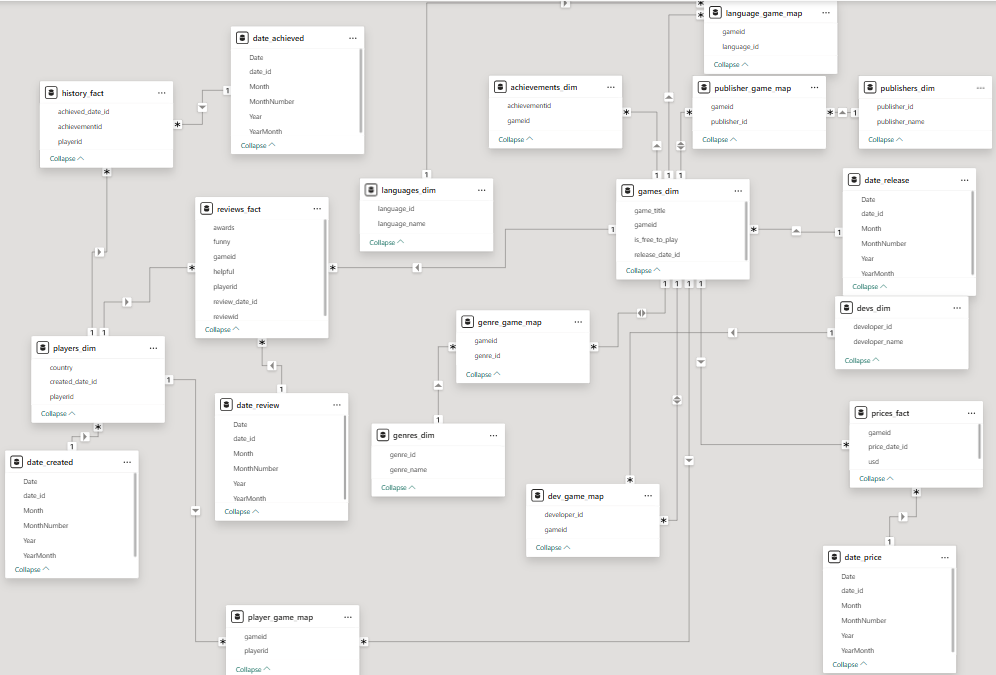 language_game_map
gameid
language_id
Collapse
date_achieved
Date
date_id
Month
MonthNumber
Year
YearMonth
Collapse
history_fact
achieved_date_id
achievementid
playerid
Collapse
achievements_dim
achievementid
gameid
Collapse
publisher_game_map
gameid
publisher_id
Collapse
publishers_dim
publisher_id
publisher_name
Collapse
languages_dim
language_id
language_name
Collapse
games_dim
game_title
gameid
is_free_to_play
release_date_id
Collapse
date_release
Date
date_id
Month
MonthNumber
Year
YearMonth
Collapse
reviews_fact
awards
funny
gameid
helpful
playerid
review_date_id
reviewid
Collapse
devs_dim
developer_id
developer_name
Collapse
genre_game_map
gameid
genre_id
Collapse
players_dim
country
created_date_id
playerid
Collapse
date_review
Date
date_id
Month
MonthNumber
Year
YearMonth
Collapse
prices_fact
gameid
price_date_id
usd
Collapse
genres_dim
genre_id
genre_name
Collapse
date_created
Date
date_id
Month
MonthNumber
Year
YearMonth
Collapse
dev_game_map
developer_id
gameid
Collapse
date_price
Date
date_id
Month
MonthNumber
Year
YearMonth
Collapse
player_game_map
gameid
playerid
Collapse